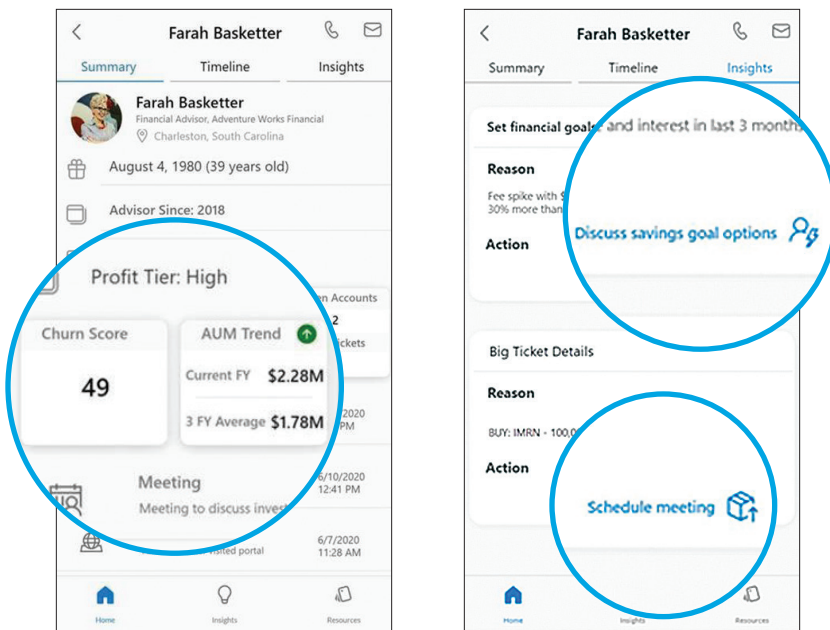 Farah Basketter
Summary Timeline Insights
Farah Basketter
Financial Advisor, Adventure Works Financial
Charleston, South Carolina
August 4, 1980 (39 years old)
Advisor Since: 2018
Profit Tier: High
Accounts
2
Churn Score
49
AUM Trend
Current FY $2.28M
3 FY Average $1.78M
2020
PM
Meeting
Meeting to discuss
6/10/2020
12:41 PM
visited portal
6/7/2020
11:28 AM
Home Insights Resources
Farah Basketter
Summary Timeline Insights
Set financial goals
and interest in last 3 months
Reason
Fee spike with
30% more than
Action
Discuss savings goal options
Big Ticket Details
Reason
BUY: IMRN - 100,0
Action
Schedule meeting
Home Insights Resources